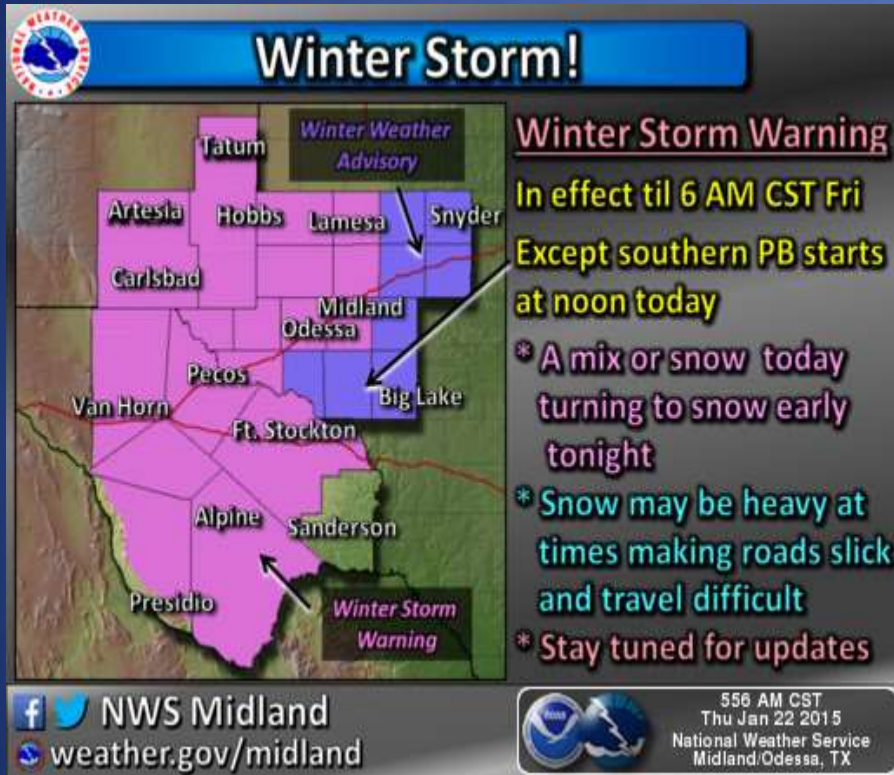 NATIONAL WEATHER SERVICE
Winter Storm!
Winter Weather
Advisory
Tatum
Artesia
Hobbs
Lamesa
Snyder
Carlsbad
Midland
Odessa
Pecos
Van Horn
Big Lake
Ft. Stockton
Alpine
Sanderson
Presidio
Winter Storm
Warning
Winter Storm Warning
In effect til 6 AM CST Fri
Except southern PB starts
at noon today
* A mix or snow today
turning to snow early
tonight
* Snow may be heavy at
times making roads slick
and travel difficult
* Stay tuned for updates
f NWS Midland
weather.gov/midland
NOAA
556 AM CST
Thu Jan 22 2015
National Weather Service
Midland/Odessa, TX